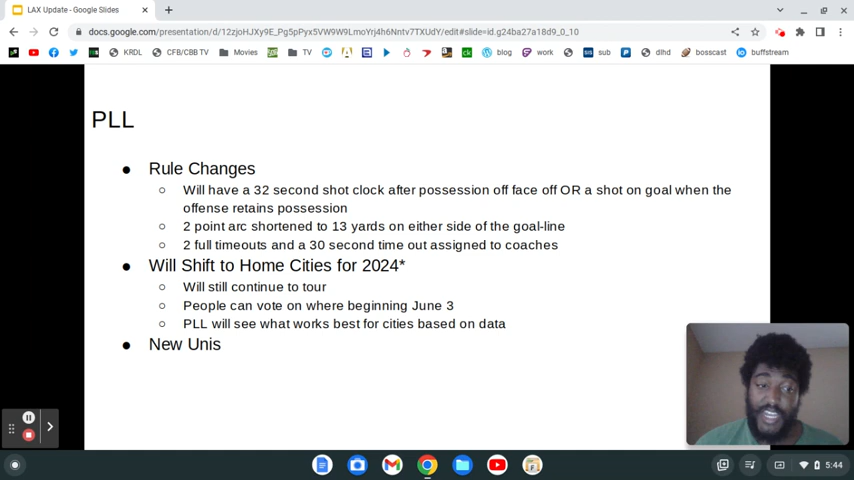 LAX Update - Google Slides
docs.google.com/presentation/d/12zjoHJXy9E_Pg5pPyx5VW9W9LmoYrj4h6Nntv7TXUdY/edit#slide=id.g24ba27a18d9_0_10
KRDL CFB/CBB TV Movies TV blog work sub dlhd bosscast buffstream
PLL
● Rule Changes
○ Will have a 32 second shot clock after possession off face off OR a shot on goal when the
offense retains possession
○ 2 point arc shortened to 13 yards on either side of the goal-line
○ 2 full timeouts and a 30 second time out assigned to coaches
● Will Shift to Home Cities for 2024*
○ Will still continue to tour
○ People can vote on where beginning June 3
○ PLL will see what works best for cities based on data
● New Unis
5:44